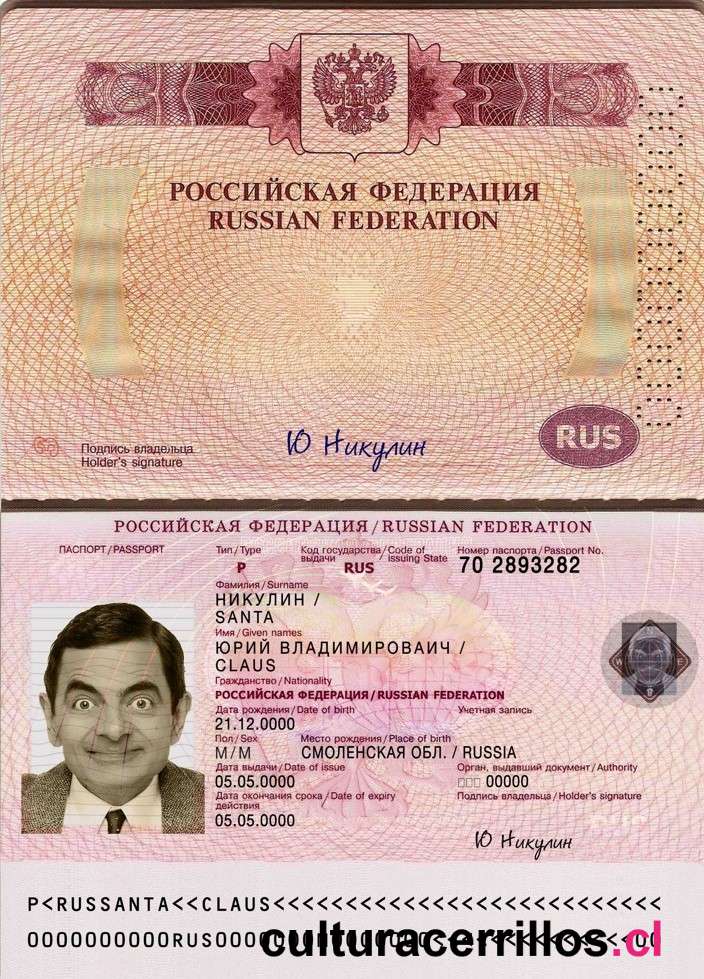 РОССИЙСКАЯ ФЕДЕРАЦИЯ
RUSSIAN FEDERATION
RUS
Подпись владельца
Holder's signature
Ю Никулин
РОССИЙСКАЯ ФЕДЕРАЦИЯ / RUSSIAN FEDERATION
ПАСПОРТ / PASSPORT
Тип / Type
Код государства / Code of
выдачи issuing State
Номер паспорта / Passport No.
P
RUS
70 2893282
Фамилия / Surname
НИКУЛИН /
SANTA
Имя / Given names
ЮРИЙ ВЛАДИМИРОВАИЧ /
CLAUS
Гражданство / Nationality
РОССИЙСКАЯ ФЕДЕРАЦИЯ / RUSSIAN FEDERATION
Дата рождения / Date of birth
Учетная запись
21.12.0000
Пол / Sex
Место рождения / Place of birth
М / M
СМОЛЕНСКАЯ ОБЛ. / RUSSIA
Дата выдачи / Date of issue
Орган, выдавший документ / Authority
05.05.0000
00000
Дата окончания срока / Date of expiry
действия
Подпись владельца / Holder's signature
05.05.0000
Ю Никулин
W E
P<RUSSANTA<<CLAUS<<<<<<<<<<<<<<<<<<<<<<<<<<<
culturacerrillos.cl